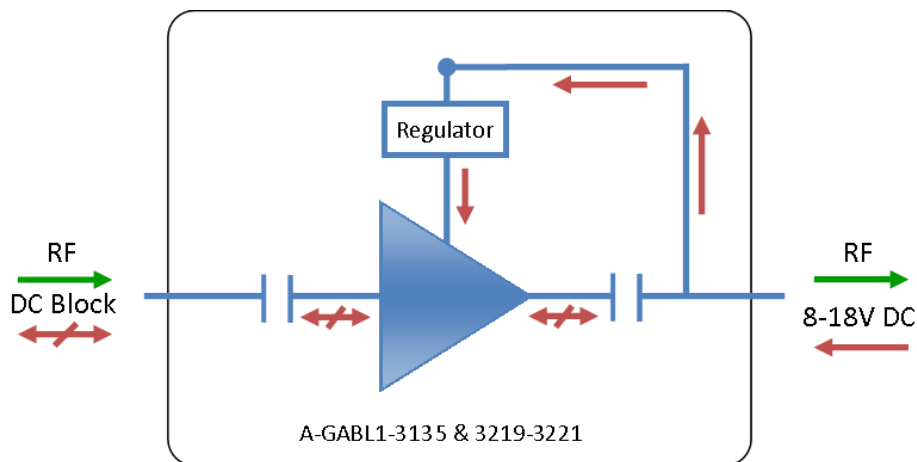 Regulator
RF
DC Block
RF
8-18V DC
A-GABL1-3135 & 3219-3221